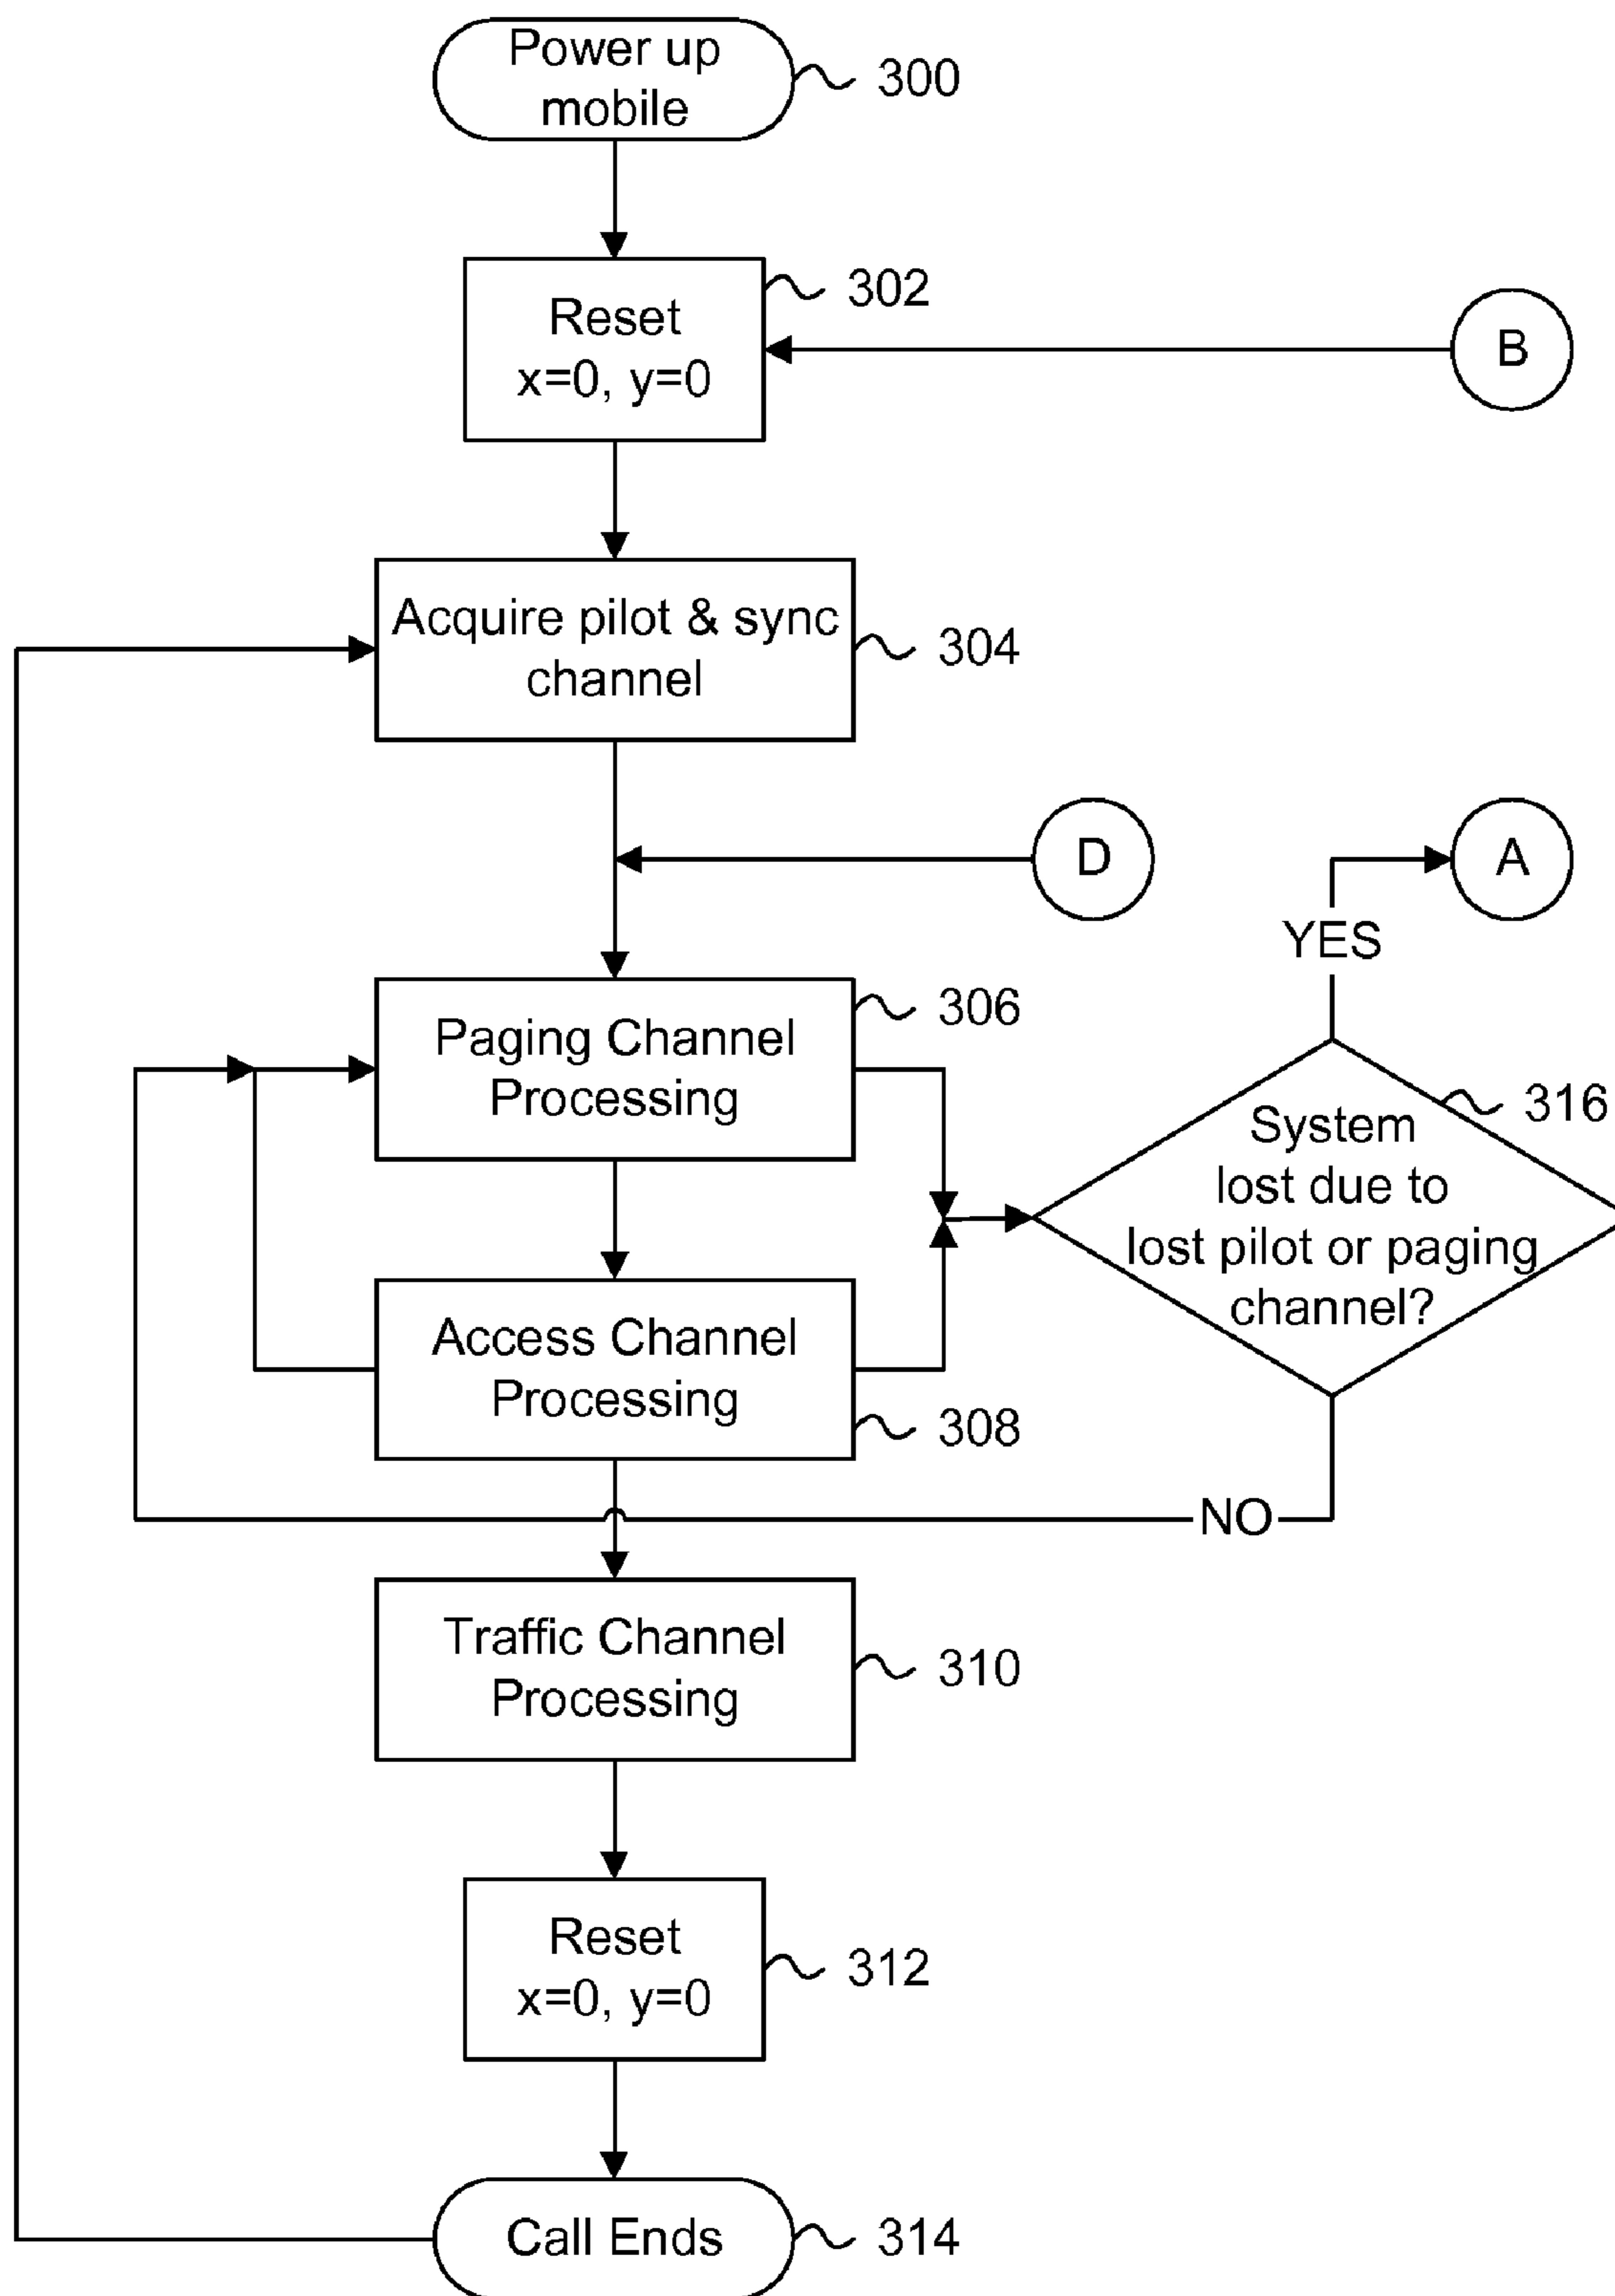 Power up
mobile
300
302
Reset
x=0, y=0
B
Acquire pilot & sync
channel
304
D
A
YES
306
Paging Channel
Processing
316
System
lost due to
lost pilot or paging
channel?
Access Channel
Processing
308
NO
Traffic Channel
Processing
310
Reset
x=0, y=0
312
Call Ends
314